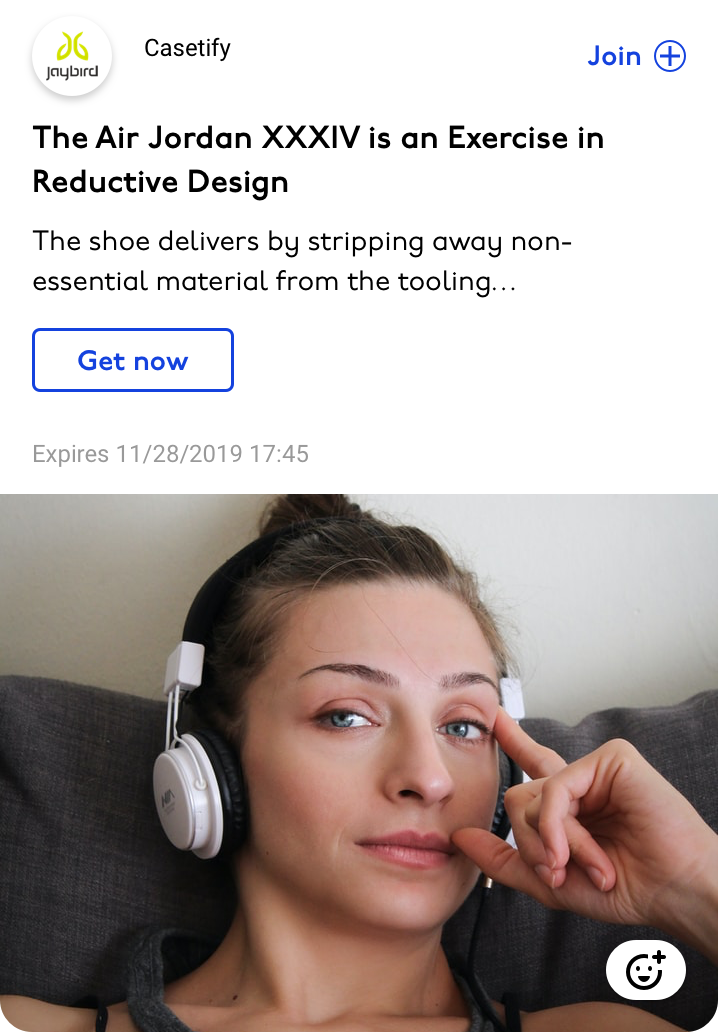 jaybird
Casetify
Join
The Air Jordan XXXIV is an Exercise in
Reductive Design
The shoe delivers by stripping away non-
essential material from the tooling...
Get now
Expires 11/28/2019 17:45